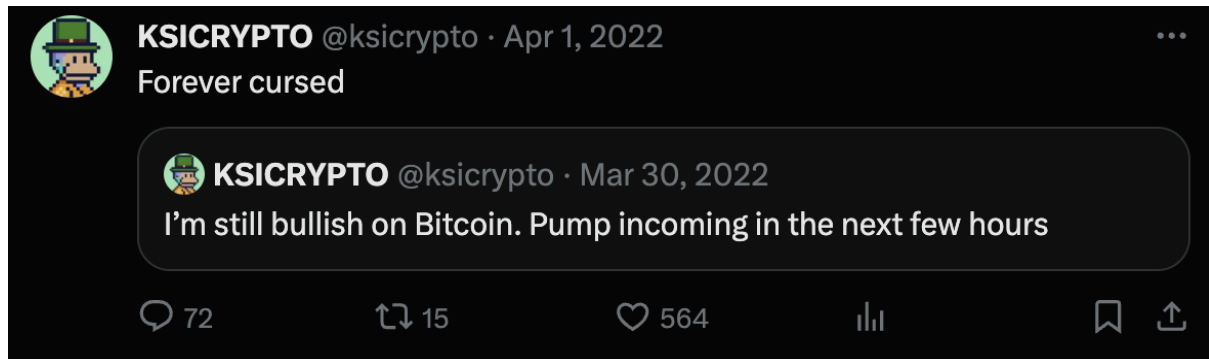 KSICRYPTO @ksicrypto · Apr 1, 2022
Forever cursed
KSICRYPTO @ksicrypto · Mar 30, 2022
I’m still bullish on Bitcoin. Pump incoming in the next few hours
72 15 564